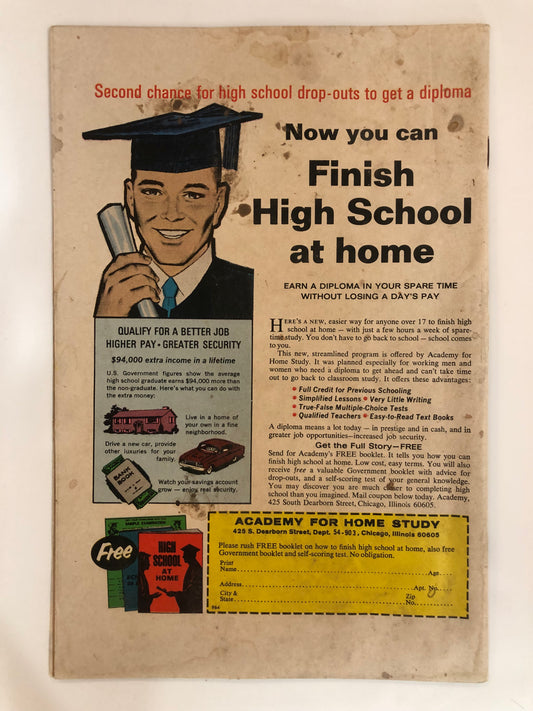 Second chance for high school drop-outs to get a diploma
Now you can
Finish
High School
at home
EARN A DIPLOMA IN YOUR SPARE TIME
WITHOUT LOSING A DAY'S PAY
QUALIFY FOR A BETTER JOB
HIGHER PAY • GREATER SECURITY
$94,000 extra income in a lifetime
U.S. Government figures show the average
high school graduate earns $94,000 more than
the non-graduate. Here's what you can do with
the extra money:
Live in a home of
your own in a fine
neighborhood.
Drive a new car, provide
other luxuries for your
family.
BANK
BOOK
Watch your savings account
grow — enjoy real security.
HERE'S A NEW, easier way for anyone over 17 to finish high
school at home — with just a few hours a week of spare-
time study. You don't have to go back to school — school comes
to you.
This new, streamlined program is offered by Academy for
Home Study. It was planned especially for working men and
women who need a diploma to get ahead and can't take time
out to go back to classroom study. It offers these advantages:
• Full Credit for Previous Schooling
• Simplified Lessons • Very Little Writing
• True-False Multiple-Choice Tests
• Qualified Teachers • Easy-to-Read Text Books
A diploma means a lot today — in prestige and in cash, and in
greater job opportunities—increased job security.
Get the Full Story—FREE
Send for Academy's FREE booklet. It tells you how you can
finish high school at home. Low cost, easy terms. You will also
receive free a valuable Government booklet with advice for
drop-outs, and a self-scoring test of your general knowledge.
You may discover you are much closer to completing high
school than you imagined. Mail coupon below today. Academy,
425 South Dearborn Street, Chicago, Illinois 60605.
Free
SAMPLE EXAMINATION
HIGH
SCHOOL
AT
HOME
ACADEMY FOR HOME STUDY
425 S. Dearborn Street, Dept. 54-903, Chicago, Illinois 60605
Please rush FREE booklet on how to finish high school at home, also free
Government booklet and self-scoring test. No obligation.
Print
Name Age
Address Apt. No.
City & Zip
State No.
964